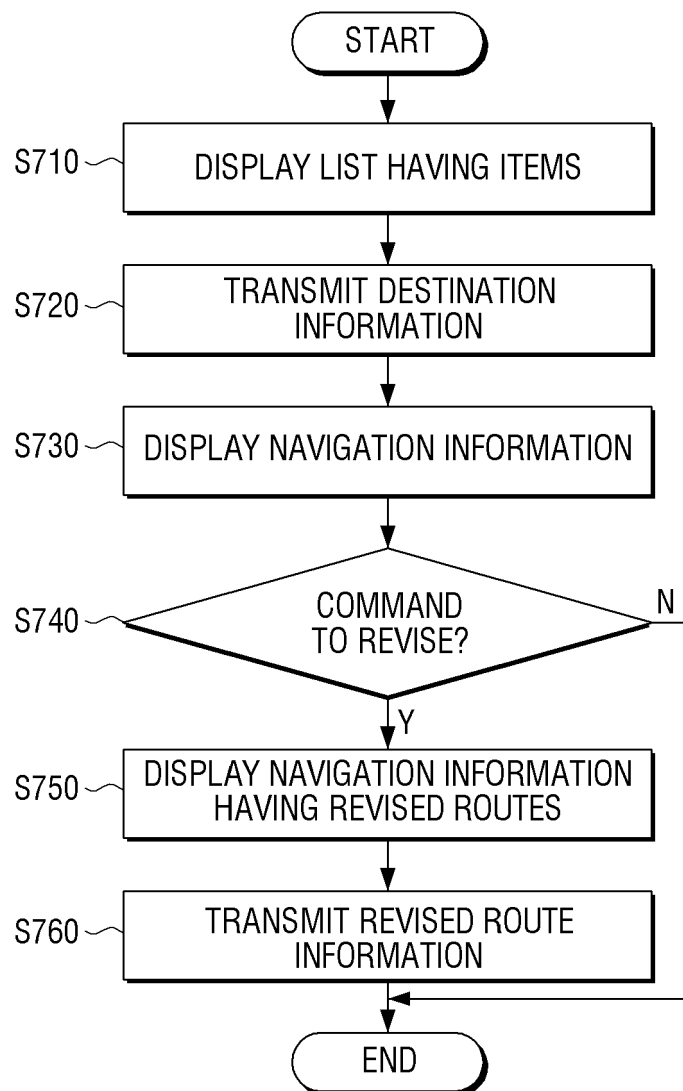 START
S710
DISPLAY LIST HAVING ITEMS
S720
TRANSMIT DESTINATION
INFORMATION
S730
DISPLAY NAVIGATION INFORMATION
S740
COMMAND
TO REVISE?
N
Y
S750
DISPLAY NAVIGATION INFORMATION
HAVING REVISED ROUTES
S760
TRANSMIT REVISED ROUTE
INFORMATION
END